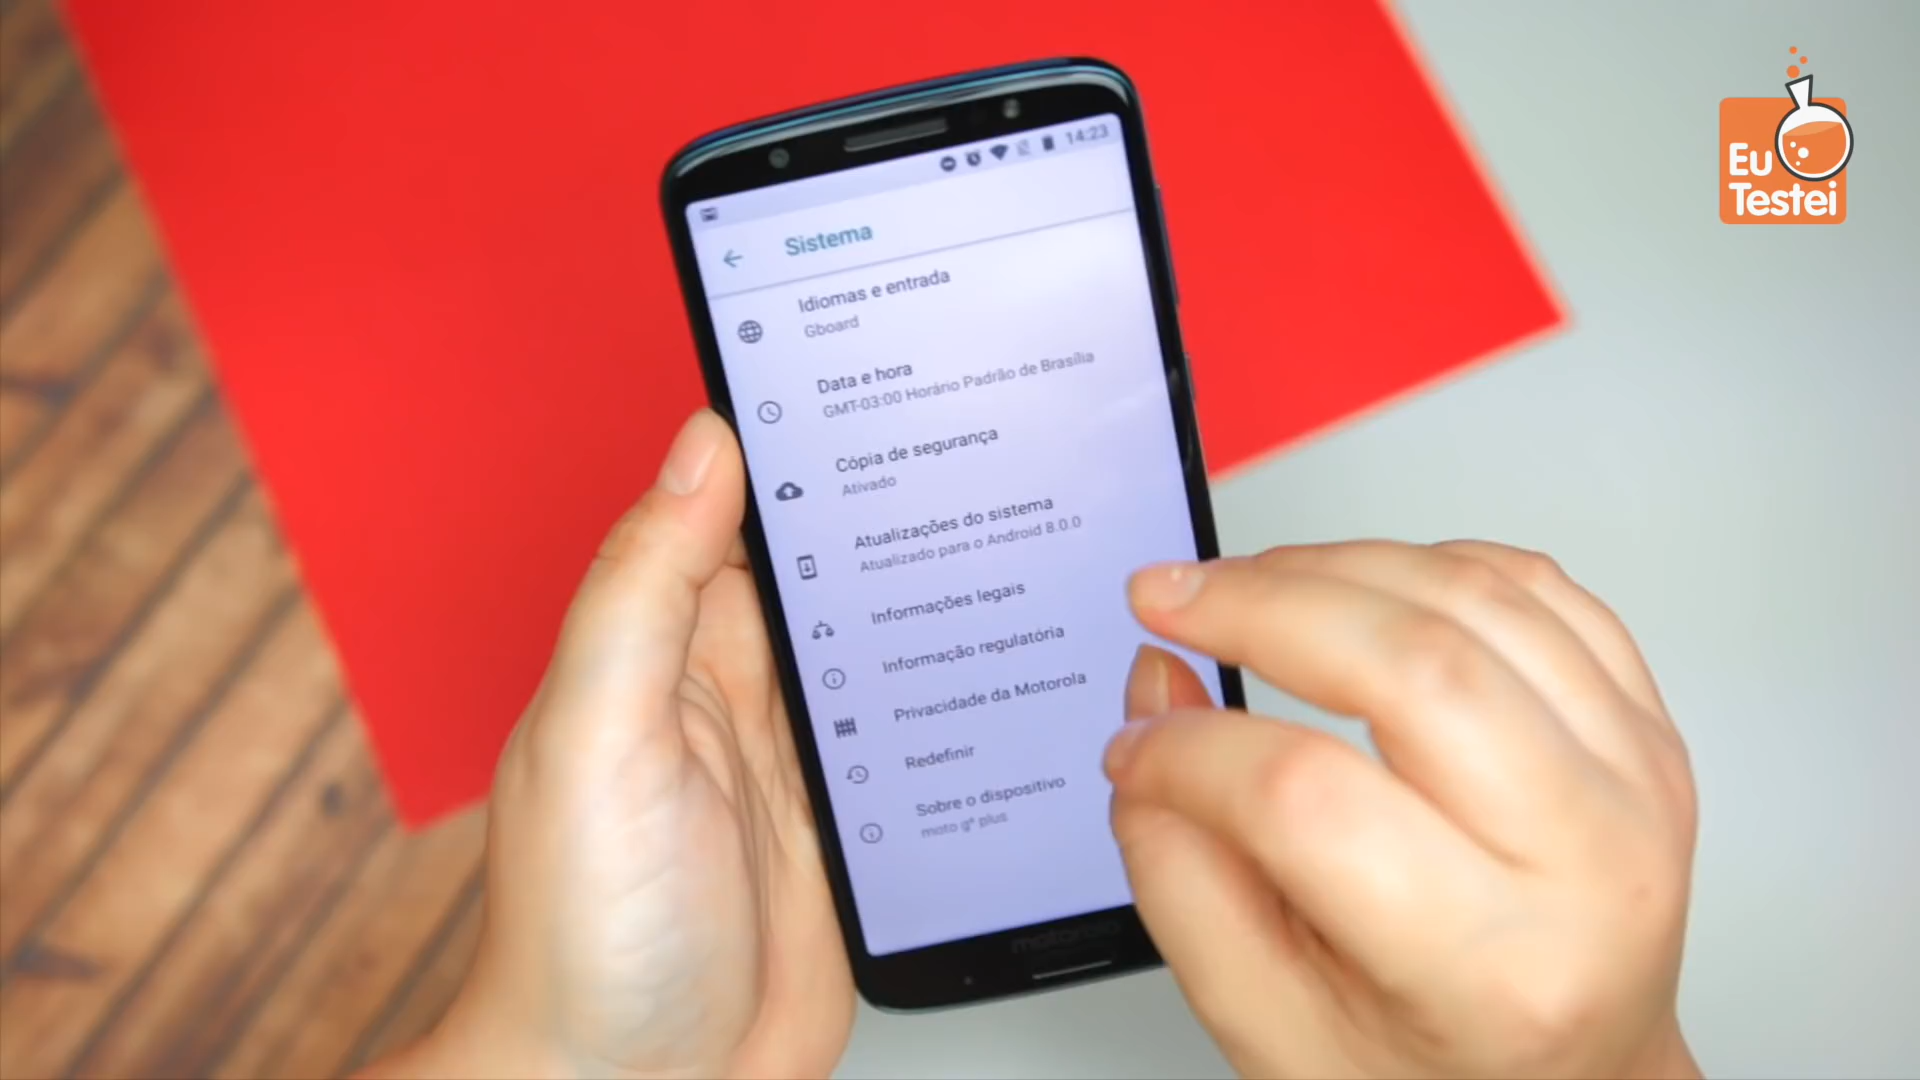 Eu
Testei
14:23
Sistema
Idiomas e entrada
Gboard
Data e hora
GMT-03:00 Horário Padrão de Brasília
Cópia de segurança
Ativado
Atualizações do sistema
Atualizado para o Android 8.0.0
Informações legais
Informação regulatória
Privacidade da Motorola
Redefinir
Sobre o dispositivo
moto g⁶ plus
motorola